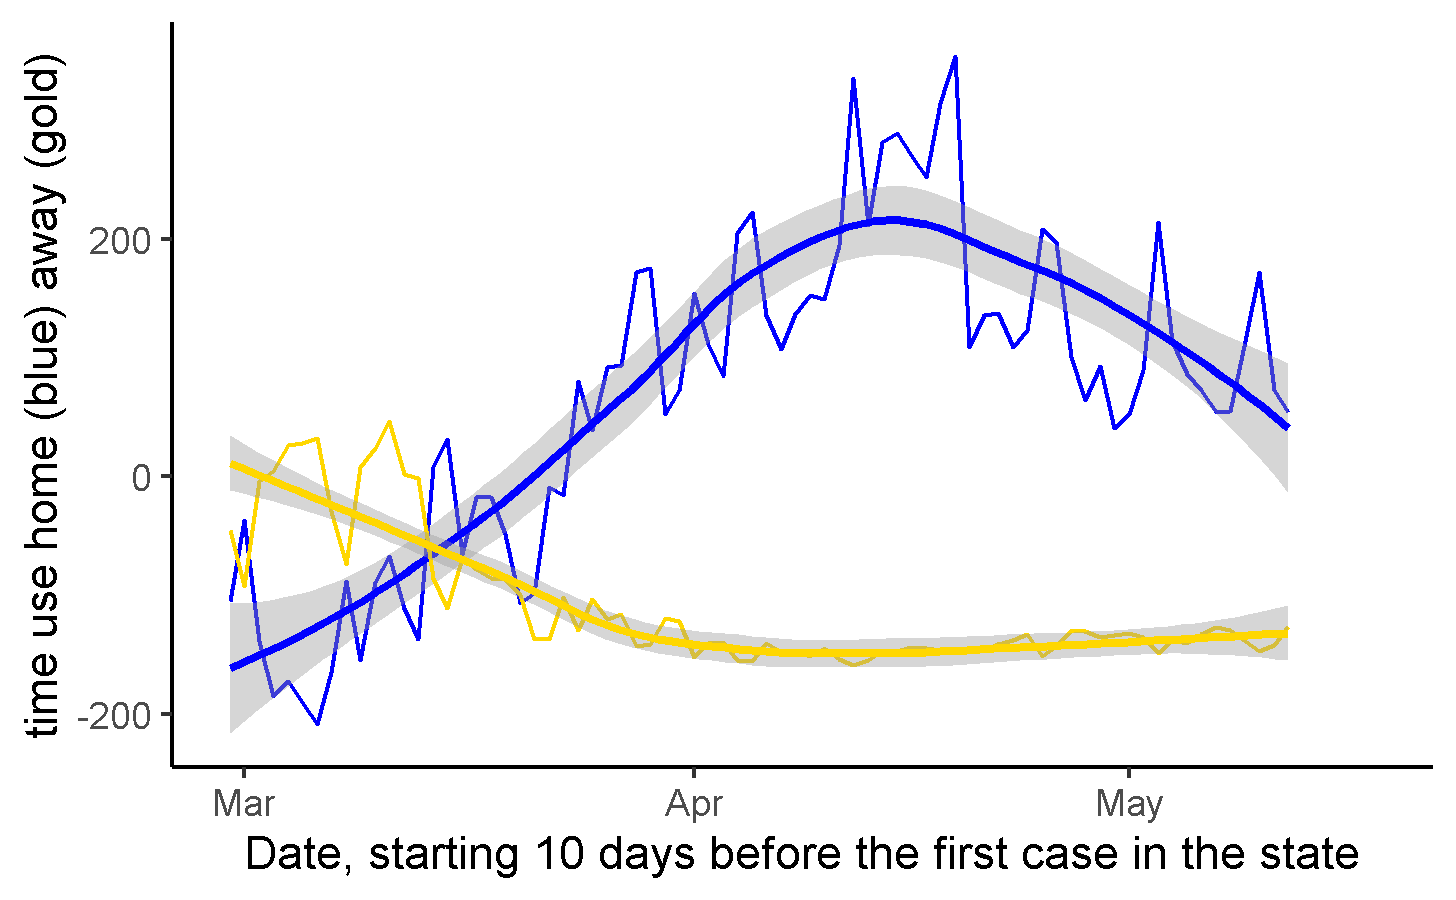 time use home (blue) away (gold)
200
0
-200
Mar Apr May
Date, starting 10 days before the first case in the state